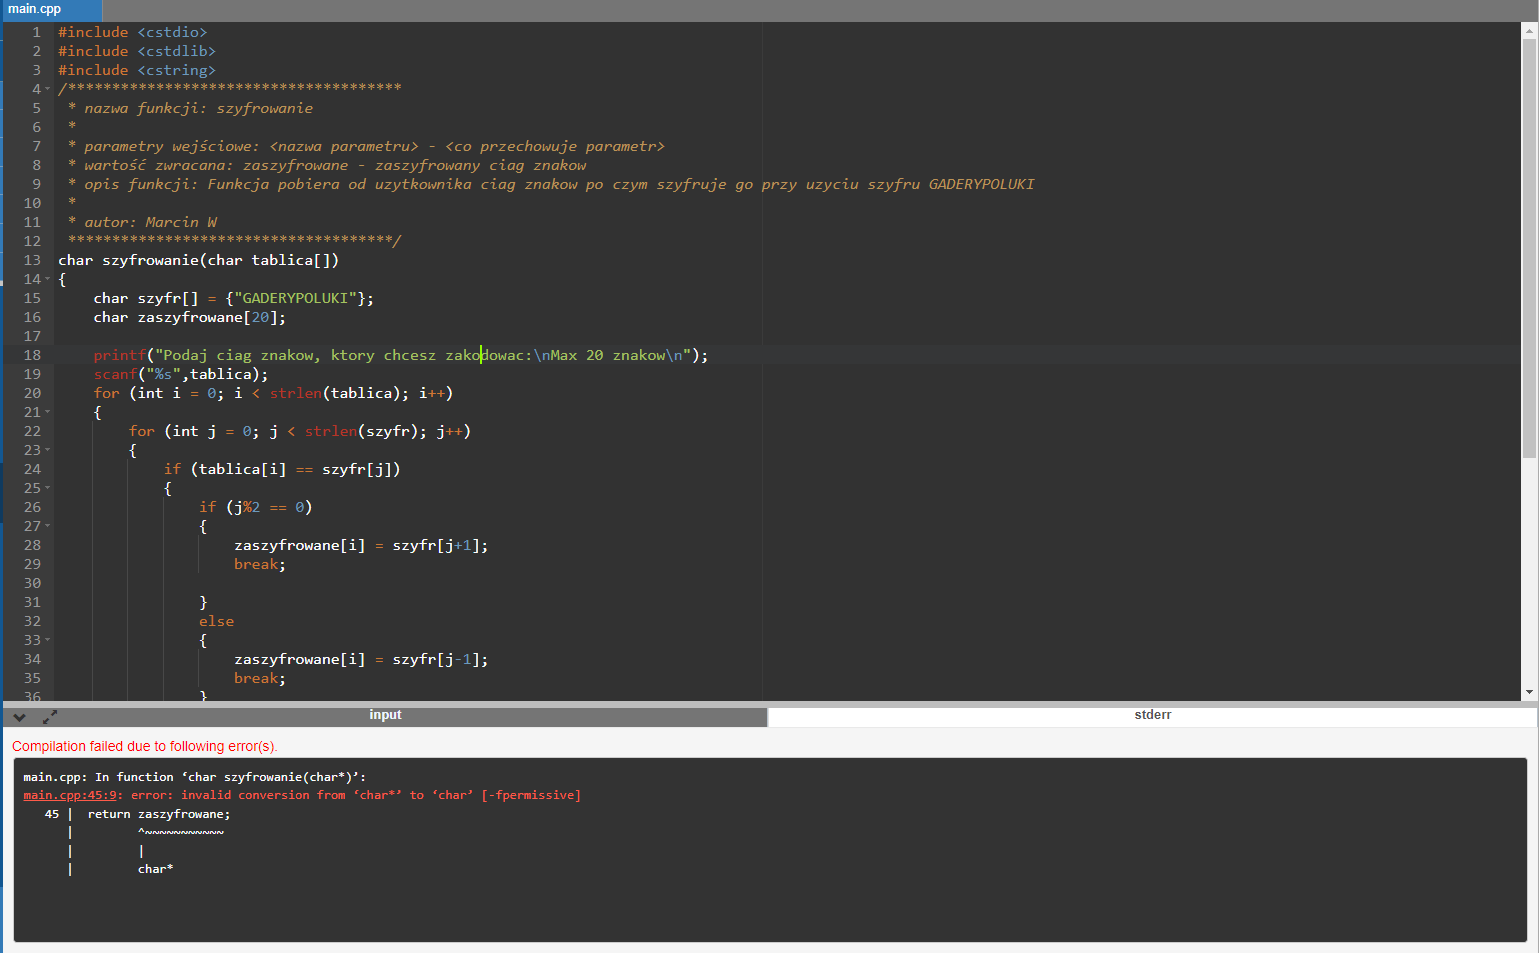 main.cpp
1 #include <cstdio>
2 #include <cstdlib>
3 #include <cstring>
4 /**************************************
5 * nazwa funkcji: szyfrowanie
6 *
7 * parametry wejściowe: <nazwa parametru> - <co przechowuje parametr>
8 * wartość zwracana: zaszyfrowane - zaszyfrowany ciag znakow
9 * opis funkcji: Funkcja pobiera od uzytkownika ciag znakow po czym szyfruje go przy uzyciu szyfru GADERYPOLUKI
10 *
11 * autor: Marcin W
12 *************************************/
13 char szyfrowanie(char tablica[])
14 {
15 char szyfr[] = {"GADERYPOLUKI"};
16 char zaszyfrowane[20];
17
18 printf("Podaj ciag znakow, ktory chcesz zakodowac:\nMax 20 znakow\n");
19 scanf("%s",tablica);
20 for (int i = 0; i < strlen(tablica); i++)
21 {
22 for (int j = 0; j < strlen(szyfr); j++)
23 {
24 if (tablica[i] == szyfr[j])
25 {
26 if (j%2 == 0)
27 {
28 zaszyfrowane[i] = szyfr[j+1];
29 break;
30
31 }
32 else
33 {
34 zaszyfrowane[i] = szyfr[j-1];
35 break;
36 }
input
stderr
Compilation failed due to following error(s).
main.cpp: In function ‘char szyfrowanie(char*)’:
main.cpp:45:9: error: invalid conversion from ‘char*’ to ‘char’ [-fpermissive]
45 | return zaszyfrowane;
| ^~~~~~~~~~~~
| |
| char*